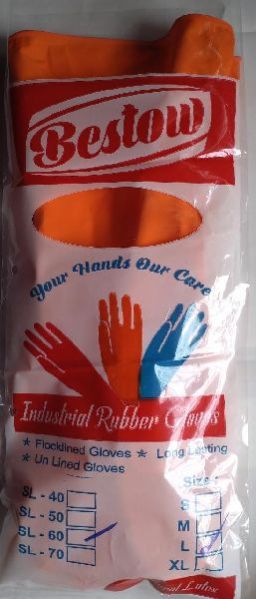 Bestow
Your Hands Our Care
Industrial Rubber Gloves
★ Flocklined Gloves ★ Long Lasting
★ Un Lined Gloves
Size :
SL - 40
SL - 50
SL - 60
SL - 70
S
M
L
XL
Latex